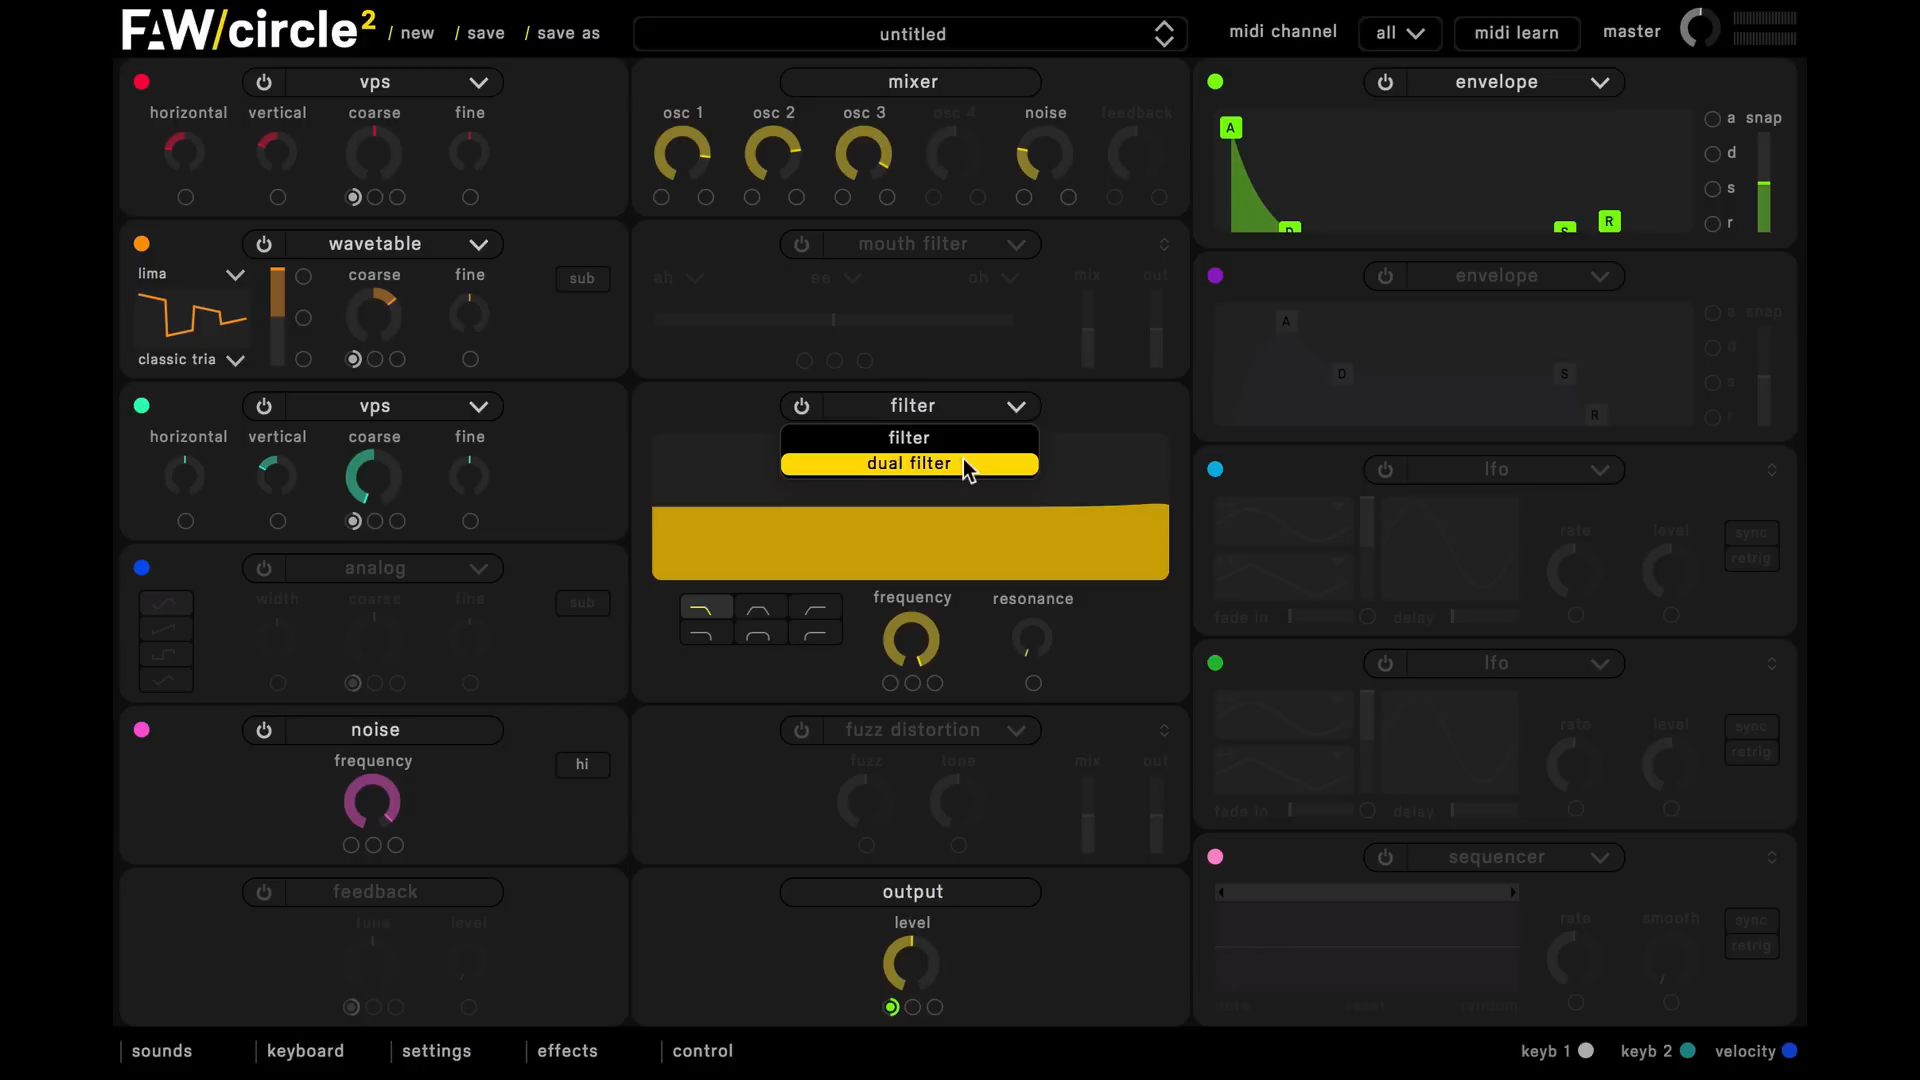 FAW/circle² / new / save / save as
untitled
midi channel all midi learn master
vps
horizontal vertical coarse fine
wavetable
lima coarse fine sub
classic tria
vps
horizontal vertical coarse fine
analog
width coarse fine sub
noise
frequency hi
feedback
tune level
mixer
osc 1 osc 2 osc 3 osc 4 noise feedback
mouth filter
ah ee oh mix out
filter
filter
dual filter
frequency resonance
fuzz distortion
fuzz tone mix out
output
level
envelope
A D S R
a snap
d
s
r
envelope
A D S R
a snap
d
s
r
lfo
rate level sync
retrig
fade in delay
lfo
rate level sync
retrig
fade in delay
sequencer
rate smooth sync
retrig
reset random
sounds keyboard settings effects control
keyb 1 keyb 2 velocity